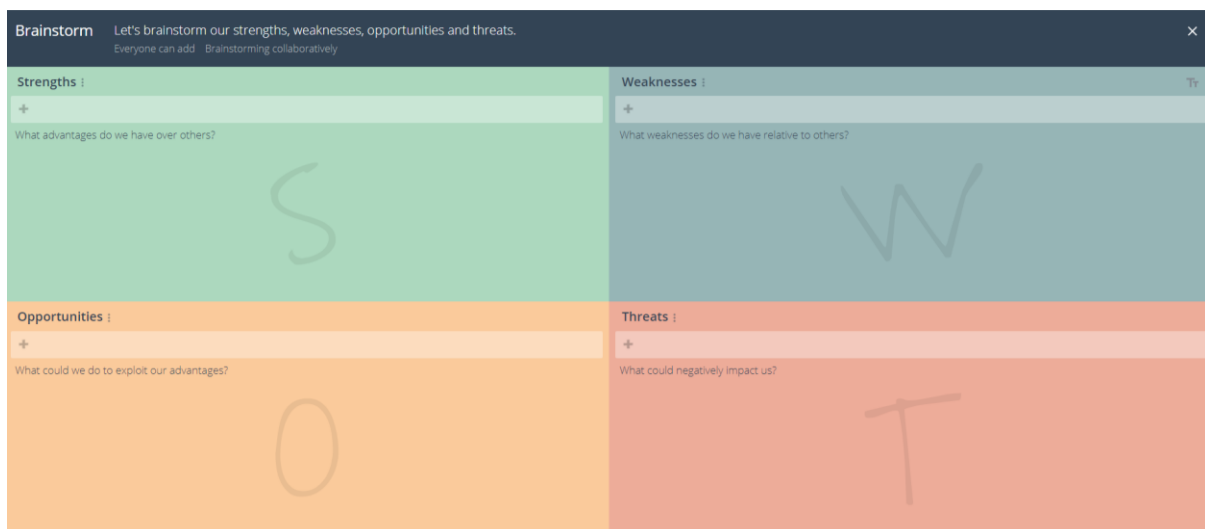 Brainstorm
Let's brainstorm our strengths, weaknesses, opportunities and threats.
Everyone can add Brainstorming collaboratively
Strengths
+
What advantages do we have over others?
S
Weaknesses
Tт
+
What weaknesses do we have relative to others?
W
Opportunities
+
What could we do to exploit our advantages?
O
Threats
+
What could negatively impact us?
T